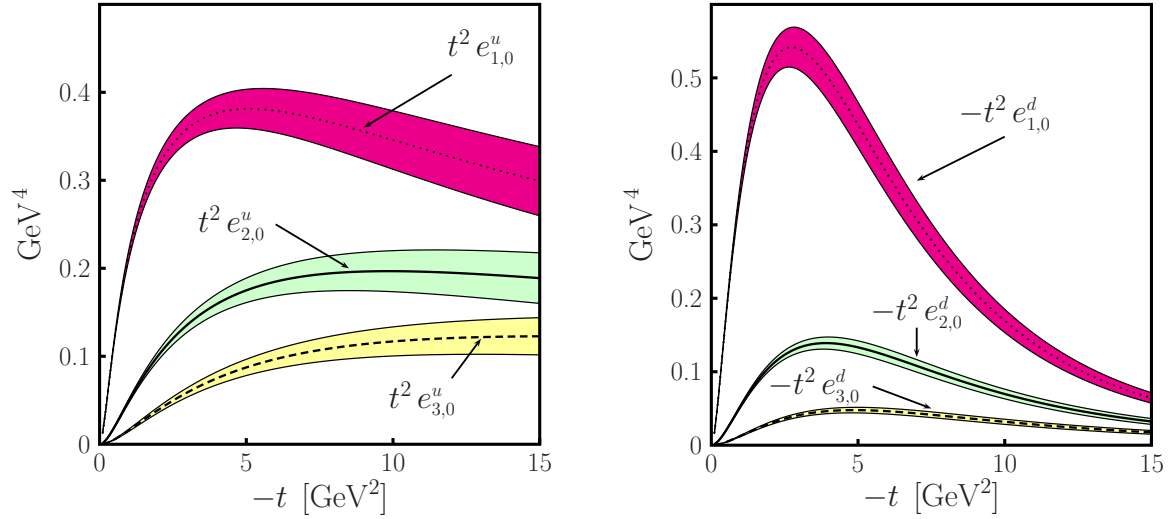 t² e^u_{1,0}
0.4
0.3
GeV⁴
t² e^u_{2,0}
0.2
0.1
t² e^u_{3,0}
0
0 5 10 15
−t [GeV²]
0.5
−t² e^d_{1,0}
0.4
0.3
GeV⁴
0.2
−t² e^d_{2,0}
0.1
−t² e^d_{3,0}
0
0 5 10 15
−t [GeV²]